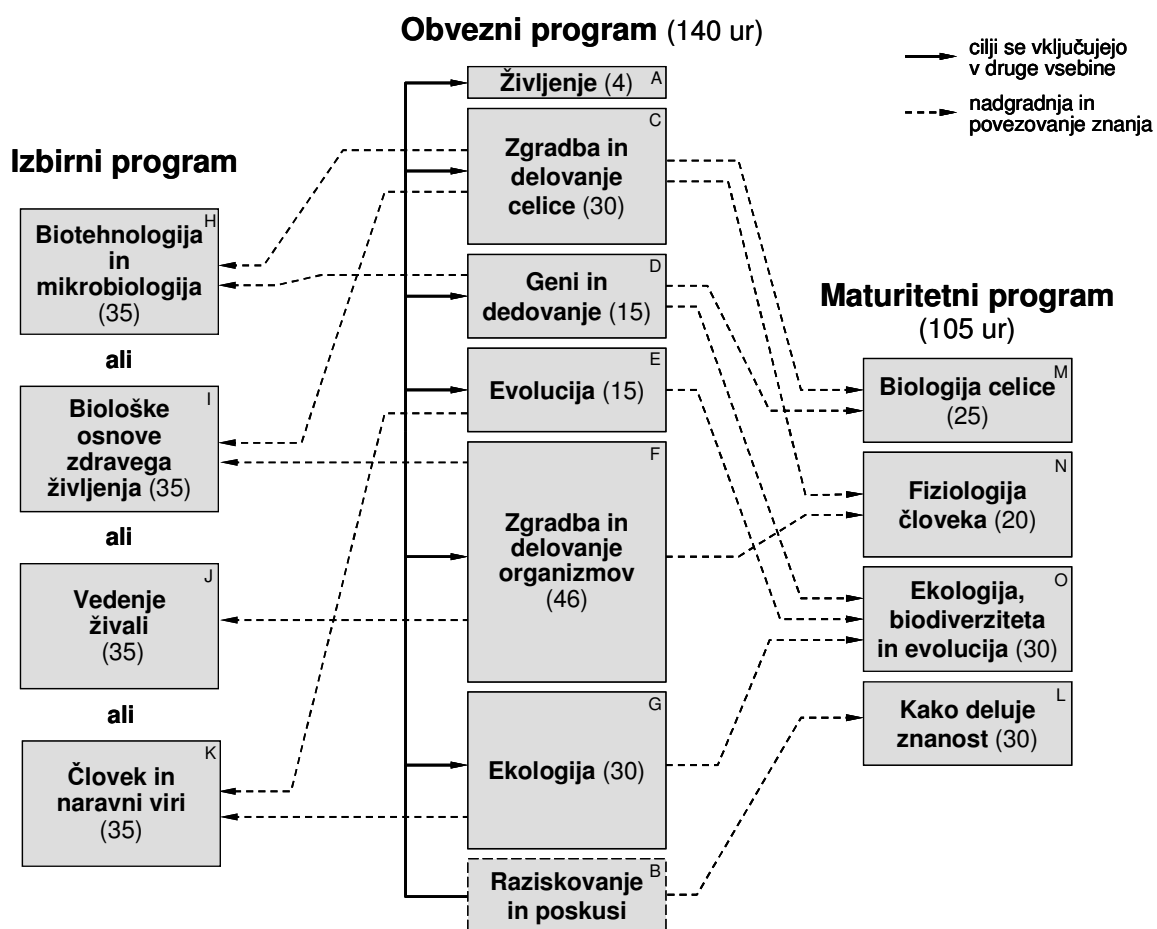 Obvezni program (140 ur)
cilji se vključujejo
v druge vsebine
nadgradnja in
povezovanje znanja
Izbirni program
H
Biotehnologija
in
mikrobiologija
(35)
ali
I
Biološke
osnove
zdravega
življenja (35)
ali
J
Vedenje
živali
(35)
ali
K
Človek in
naravni viri
(35)
A
Življenje (4)
C
Zgradba in
delovanje
celice (30)
D
Geni in
dedovanje (15)
E
Evolucija (15)
F
Zgradba in
delovanje
organizmov
(46)
G
Ekologija (30)
B
Raziskovanje
in poskusi
Maturitetni program
(105 ur)
M
Biologija celice
(25)
N
Fiziologija
človeka (20)
O
Ekologija,
biodiverziteta
in evolucija (30)
L
Kako deluje
znanost (30)